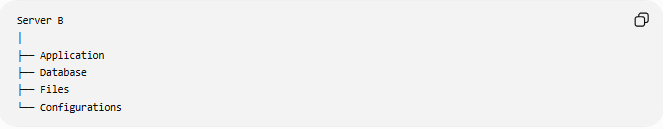 Server B
│
├── Application
├── Database
├── Files
└── Configurations